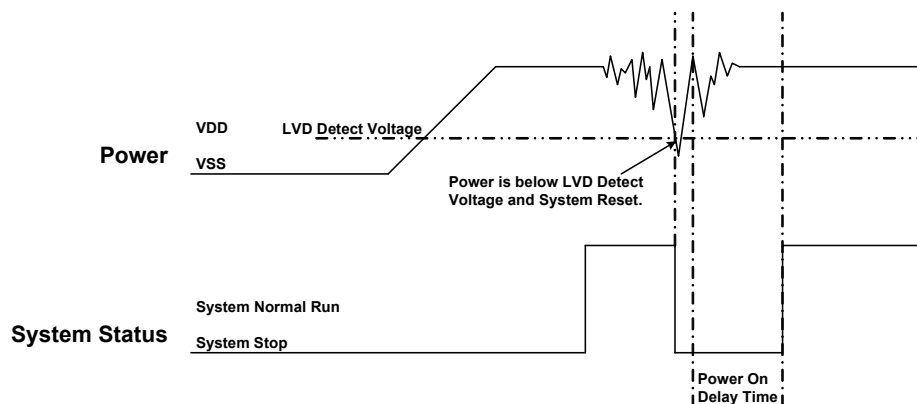 VDD
LVD Detect Voltage
Power
VSS
Power is below LVD Detect
Voltage and System Reset.
System Normal Run
System Status
System Stop
Power On
Delay Time